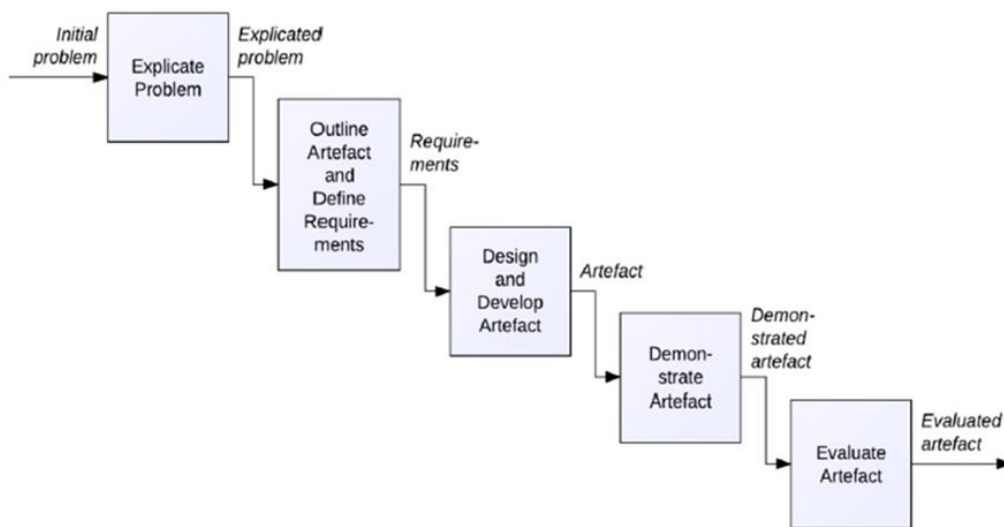 Initial
problem
Explicate
Problem
Explicated
problem
Outline
Artefact
and
Define
Require-
ments
Require-
ments
Design
and
Develop
Artefact
Artefact
Demon-
strate
Artefact
Demon-
strated
artefact
Evaluate
Artefact
Evaluated
artefact